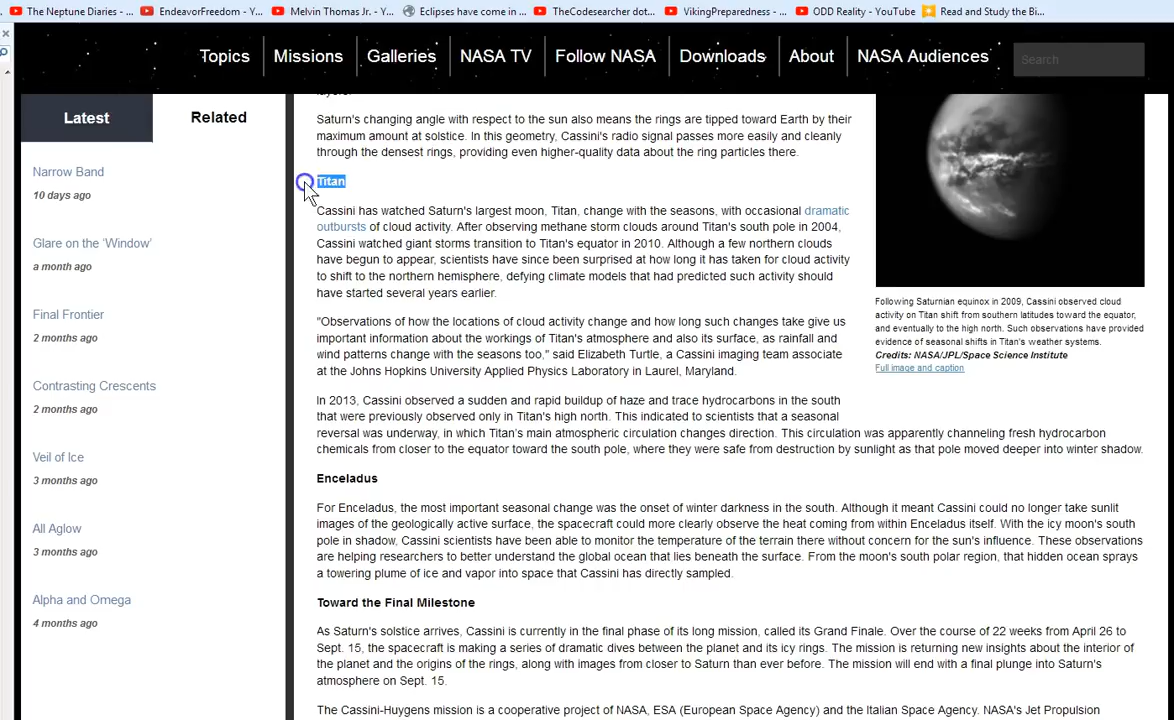 The Neptune Diaries - ...
EndeavorFreedom - Y...
Melvin Thomas Jr. - Y...
Eclipses have come in ...
TheCodesearcher dot...
VikingPreparedness - ...
ODD Reality - YouTube
Read and Study the Bi...
Topics
Missions
Galleries
NASA TV
Follow NASA
Downloads
About
NASA Audiences
Search
Latest
Related
Narrow Band
10 days ago
Glare on the 'Window'
a month ago
Final Frontier
2 months ago
Contrasting Crescents
2 months ago
Veil of Ice
3 months ago
All Aglow
3 months ago
Alpha and Omega
4 months ago
Saturn's changing angle with respect to the sun also means the rings are tipped toward Earth by their
maximum amount at solstice. In this geometry, Cassini's radio signal passes more easily and cleanly
through the densest rings, providing even higher-quality data about the ring particles there.
Titan
Cassini has watched Saturn's largest moon, Titan, change with the seasons, with occasional dramatic
outbursts of cloud activity. After observing methane storm clouds around Titan's south pole in 2004,
Cassini watched giant storms transition to Titan's equator in 2010. Although a few northern clouds
have begun to appear, scientists have since been surprised at how long it has taken for cloud activity
to shift to the northern hemisphere, defying climate models that had predicted such activity should
have started several years earlier.
"Observations of how the locations of cloud activity change and how long such changes take give us
important information about the workings of Titan's atmosphere and also its surface, as rainfall and
wind patterns change with the seasons too," said Elizabeth Turtle, a Cassini imaging team associate
at the Johns Hopkins University Applied Physics Laboratory in Laurel, Maryland.
In 2013, Cassini observed a sudden and rapid buildup of haze and trace hydrocarbons in the south
that were previously observed only in Titan's high north. This indicated to scientists that a seasonal
reversal was underway, in which Titan's main atmospheric circulation changes direction. This circulation was apparently channeling fresh hydrocarbon
chemicals from closer to the equator toward the south pole, where they were safe from destruction by sunlight as that pole moved deeper into winter shadow.
Enceladus
For Enceladus, the most important seasonal change was the onset of winter darkness in the south. Although it meant Cassini could no longer take sunlit
images of the geologically active surface, the spacecraft could more clearly observe the heat coming from within Enceladus itself. With the icy moon's south
pole in shadow, Cassini scientists have been able to monitor the temperature of the terrain there without concern for the sun's influence. These observations
are helping researchers to better understand the global ocean that lies beneath the surface. From the moon's south polar region, that hidden ocean sprays
a towering plume of ice and vapor into space that Cassini has directly sampled.
Toward the Final Milestone
As Saturn's solstice arrives, Cassini is currently in the final phase of its long mission, called its Grand Finale. Over the course of 22 weeks from April 26 to
Sept. 15, the spacecraft is making a series of dramatic dives between the planet and its icy rings. The mission is returning new insights about the interior of
the planet and the origins of the rings, along with images from closer to Saturn than ever before. The mission will end with a final plunge into Saturn's
atmosphere on Sept. 15.
The Cassini-Huygens mission is a cooperative project of NASA, ESA (European Space Agency) and the Italian Space Agency. NASA's Jet Propulsion
Following Saturnian equinox in 2009, Cassini observed cloud
activity on Titan shift from southern latitudes toward the equator,
and eventually to the high north. Such observations have provided
evidence of seasonal shifts in Titan's weather systems.
Credits: NASA/JPL/Space Science Institute
Full image and caption